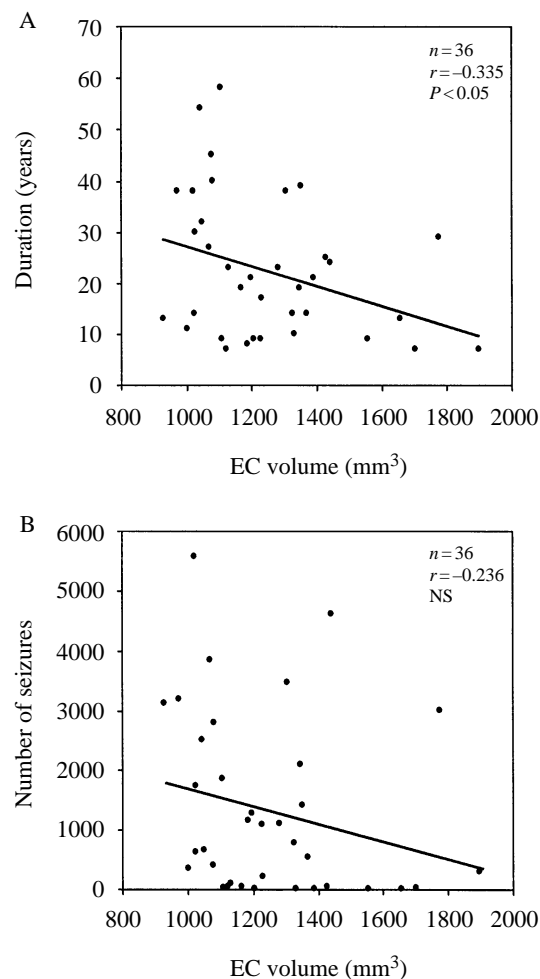 A
70
60
50
40
30
20
10
0
Duration (years)
n=36
r=–0.335
P<0.05
800 1000 1200 1400 1600 1800 2000
EC volume (mm³)
B
6000
5000
4000
3000
2000
1000
0
Number of seizures
n=36
r=–0.236
NS
800 1000 1200 1400 1600 1800 2000
EC volume (mm³)